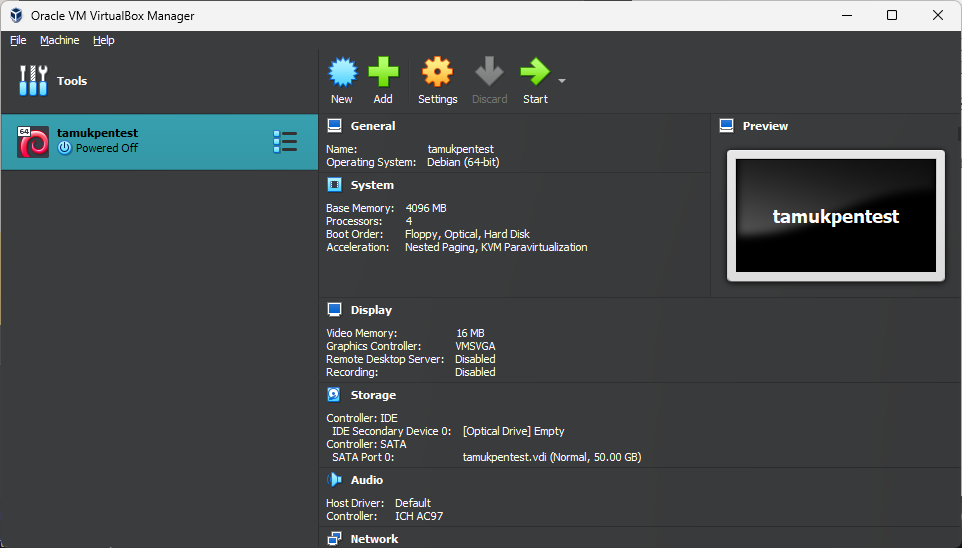 Oracle VM VirtualBox Manager
File Machine Help
Tools
New Add Settings Discard Start
64
tamukpentest
Powered Off
General
Name: tamukpentest
Operating System: Debian (64-bit)
System
Base Memory: 4096 MB
Processors: 4
Boot Order: Floppy, Optical, Hard Disk
Acceleration: Nested Paging, KVM Paravirtualization
Preview
tamukpentest
Display
Video Memory: 16 MB
Graphics Controller: VMSVGA
Remote Desktop Server: Disabled
Recording: Disabled
Storage
Controller: IDE
IDE Secondary Device 0: [Optical Drive] Empty
Controller: SATA
SATA Port 0: tamukpentest.vdi (Normal, 50.00 GB)
Audio
Host Driver: Default
Controller: ICH AC97
Network